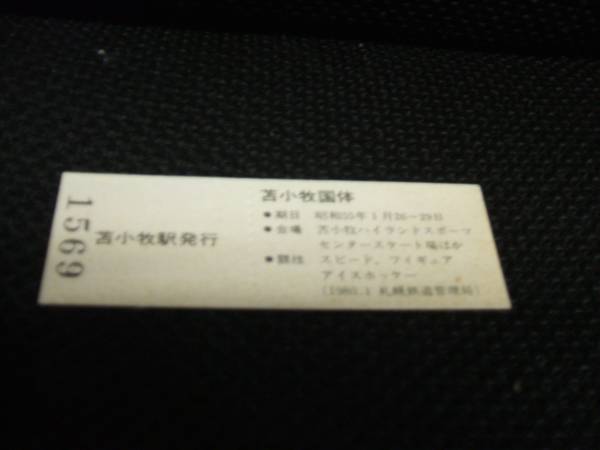 1569
苫小牧駅発行
苫小牧国体
● 期日 昭和55年1月26~29日
● 会場 苫小牧ハイランドスポーツ
センタースケート場ほか
● 競技 スピード、フィギュア
アイスホッケー
(1980.1 札幌鉄道管理局)